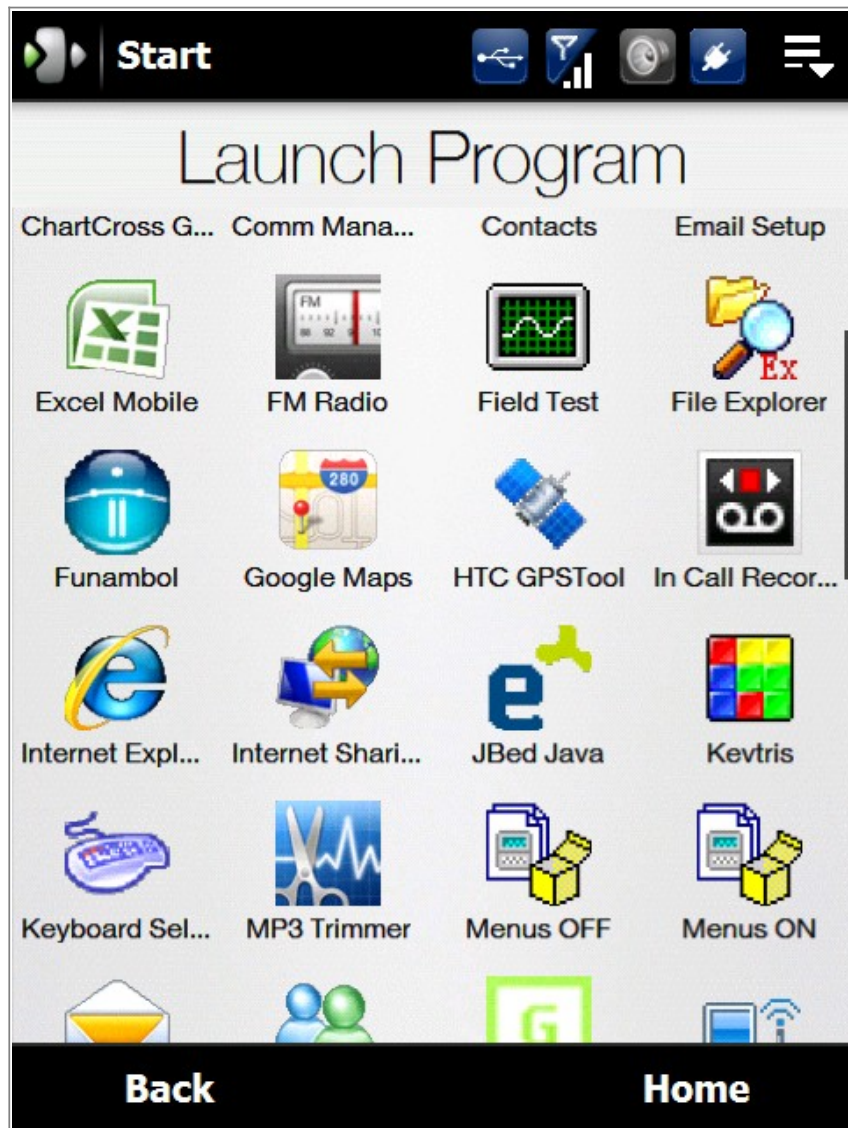 Start
Launch Program
ChartCross G... Comm Mana... Contacts Email Setup
FM
88 92
Ex
Excel Mobile FM Radio Field Test File Explorer
280
Funambol Google Maps HTC GPSTool In Call Recor...
Internet Expl... Internet Shari... JBed Java Kevtris
Keyboard Sel... MP3 Trimmer Menus OFF Menus ON
G
Back Home